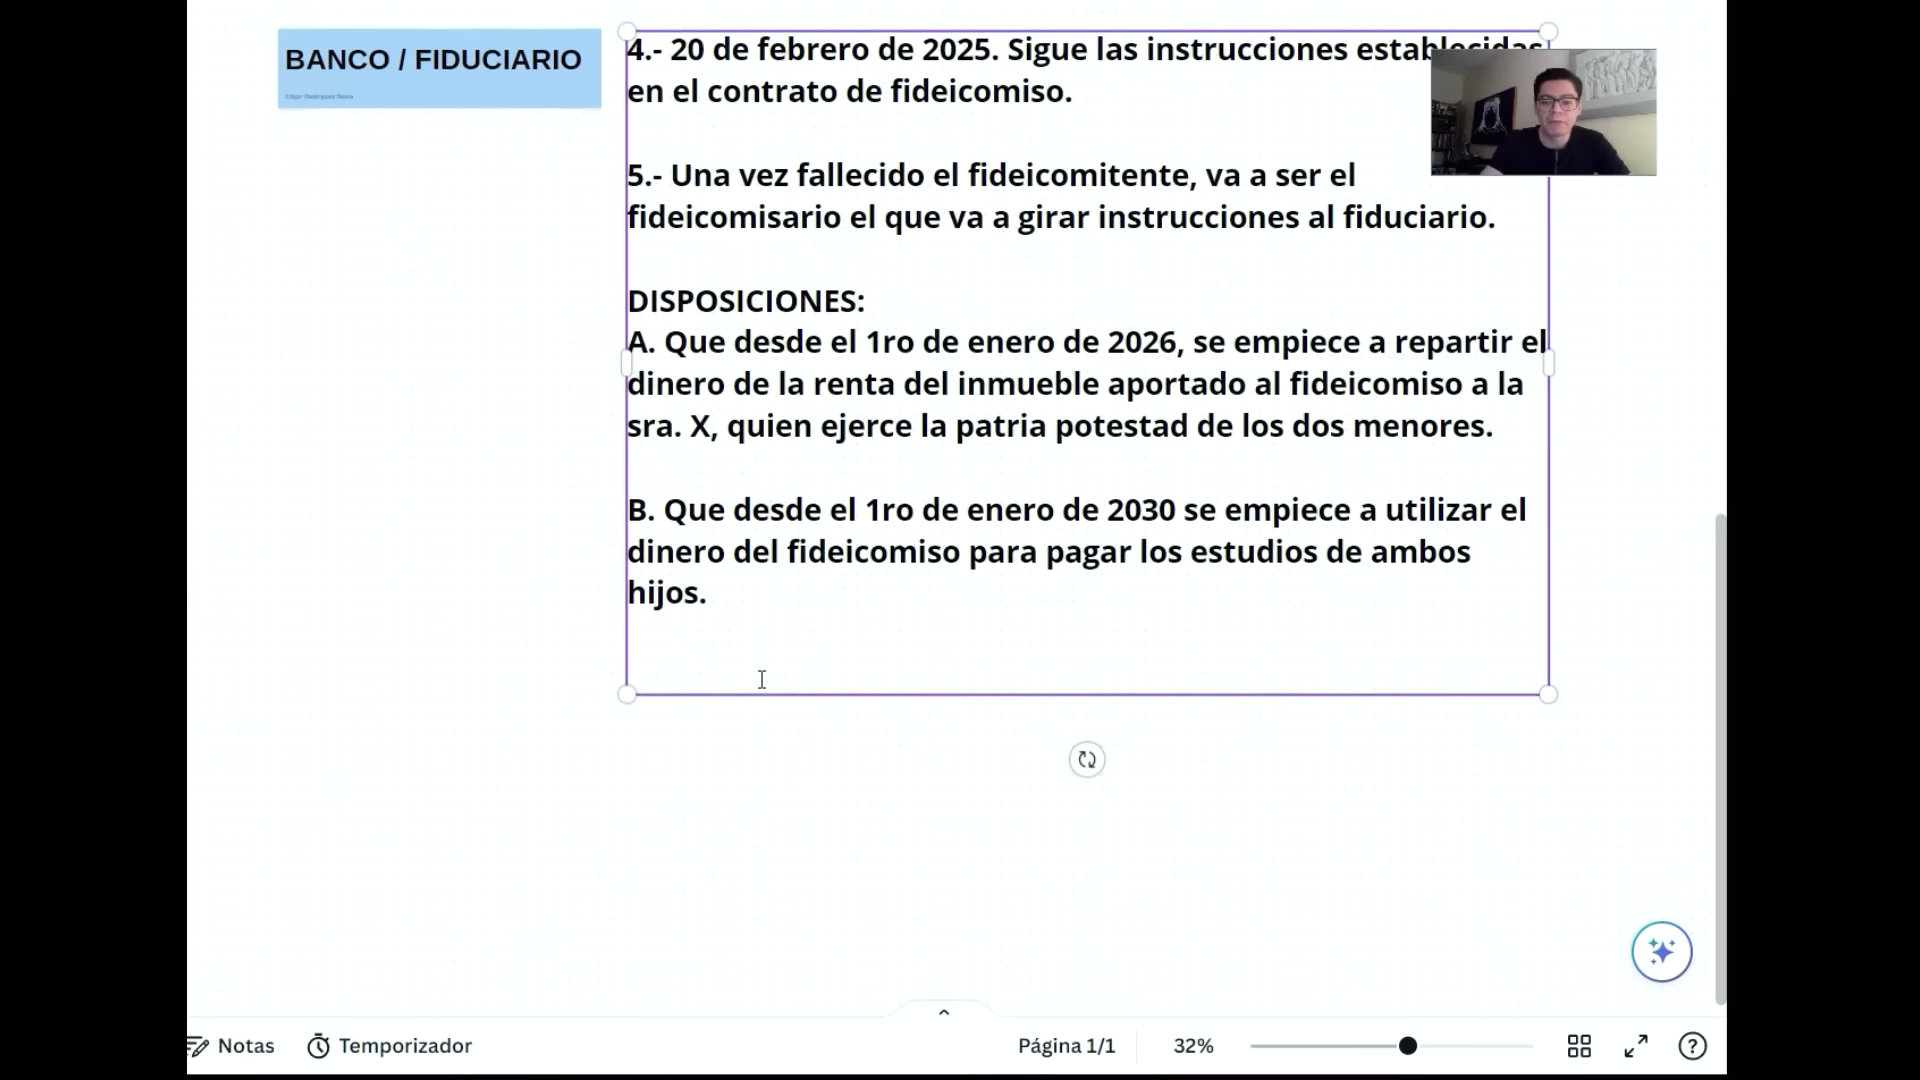 BANCO / FIDUCIARIO
4.- 20 de febrero de 2025. Sigue las instrucciones establecidas
en el contrato de fideicomiso.
5.- Una vez fallecido el fideicomitente, va a ser el
fideicomisario el que va a girar instrucciones al fiduciario.
DISPOSICIONES:
A. Que desde el 1ro de enero de 2026, se empiece a repartir el
dinero de la renta del inmueble aportado al fideicomiso a la
sra. X, quien ejerce la patria potestad de los dos menores.
B. Que desde el 1ro de enero de 2030 se empiece a utilizar el
dinero del fideicomiso para pagar los estudios de ambos
hijos.
Notas
Temporizador
Página 1/1
32%